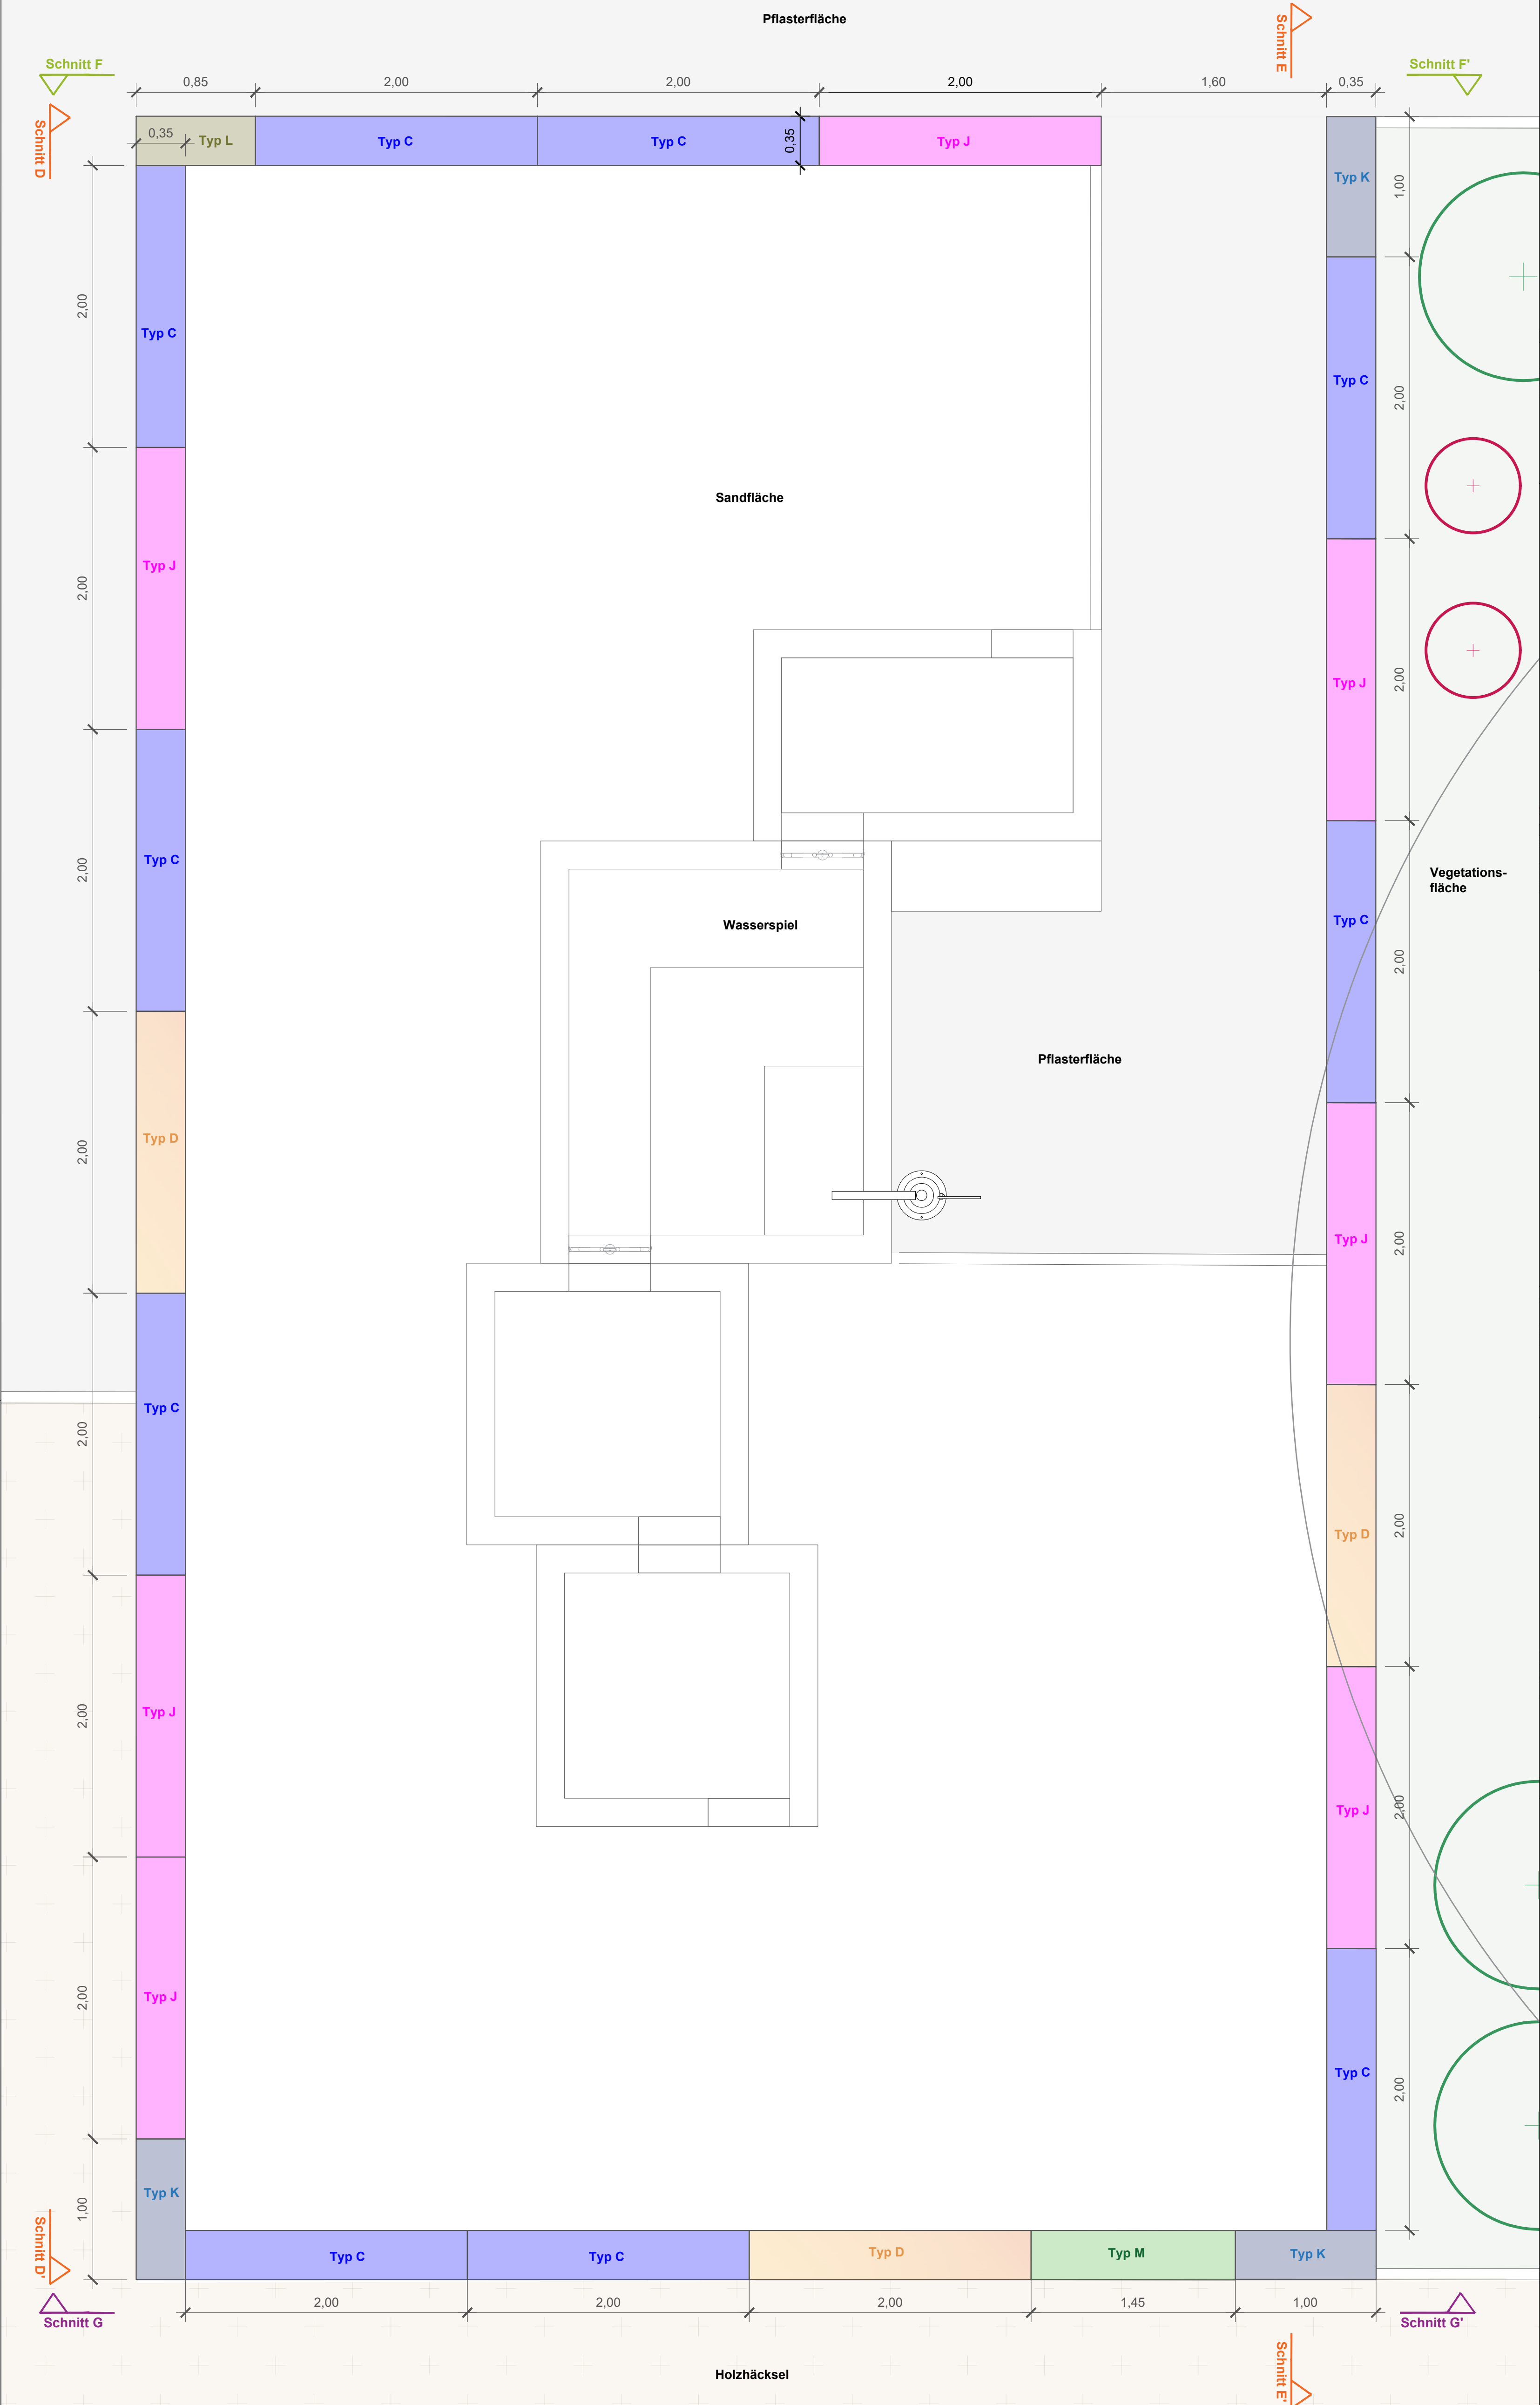 Pflasterfläche
Schnitt E
Schnitt F
Schnitt F'
0,85
2,00
2,00
2,00
1,60
0,35
Schnitt D
0,35
Typ L
Typ C
Typ C
0,35
Typ J
Typ K
1,00
2,00
Typ C
Typ C
2,00
Sandfläche
2,00
Typ J
Typ J
2,00
2,00
Typ C
Vegetations-
fläche
Typ C
2,00
Wasserspiel
Pflasterfläche
2,00
Typ D
Typ J
2,00
2,00
Typ C
Typ D
2,00
2,00
Typ J
Typ J
2,00
2,00
Typ J
Typ C
2,00
1,00
Typ K
Schnitt D'
Typ C
Typ C
Typ D
Typ M
Typ K
2,00
2,00
2,00
1,45
1,00
Schnitt G
Schnitt G'
Holzhäcksel
Schnitt E'